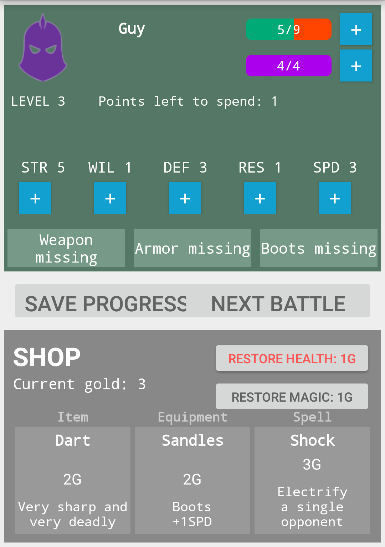 Guy
5/9
+
4/4
+
LEVEL 3 Points left to spend: 1
STR 5 WIL 1 DEF 3 RES 1 SPD 3
+ + + + +
Weapon missing Armor missing Boots missing
SAVE PROGRESS NEXT BATTLE
SHOP
RESTORE HEALTH: 1G
Current gold: 3
RESTORE MAGIC: 1G
Item Equipment Spell
Dart Sandles Shock
2G 2G 3G
Very sharp and
very deadly
Boots
+1SPD
Electrify
a single
opponent